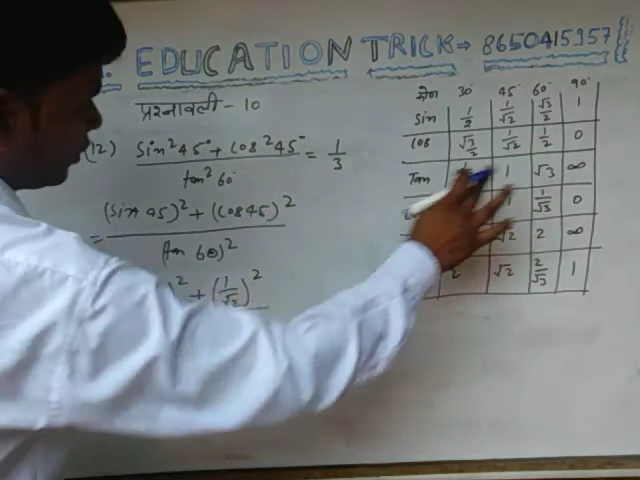 EDUCATION TRICK → 8650415957
प्रश्नावली - 10
(12) Sin²45° + Cos²45° / tan²60° = 1/3
= (Sin 45)² + (Cos 45)² / (tan 60)²
² + (1/√2)²
कोण 30° 45° 60° 90°
Sin 1/2 1/√2 √3/2 1
Cos √3/2 1/√2 1/2 0
Tan 1 √3 ∞
1 1/√3 0
√2 2 ∞
2 √2 2/√3 1